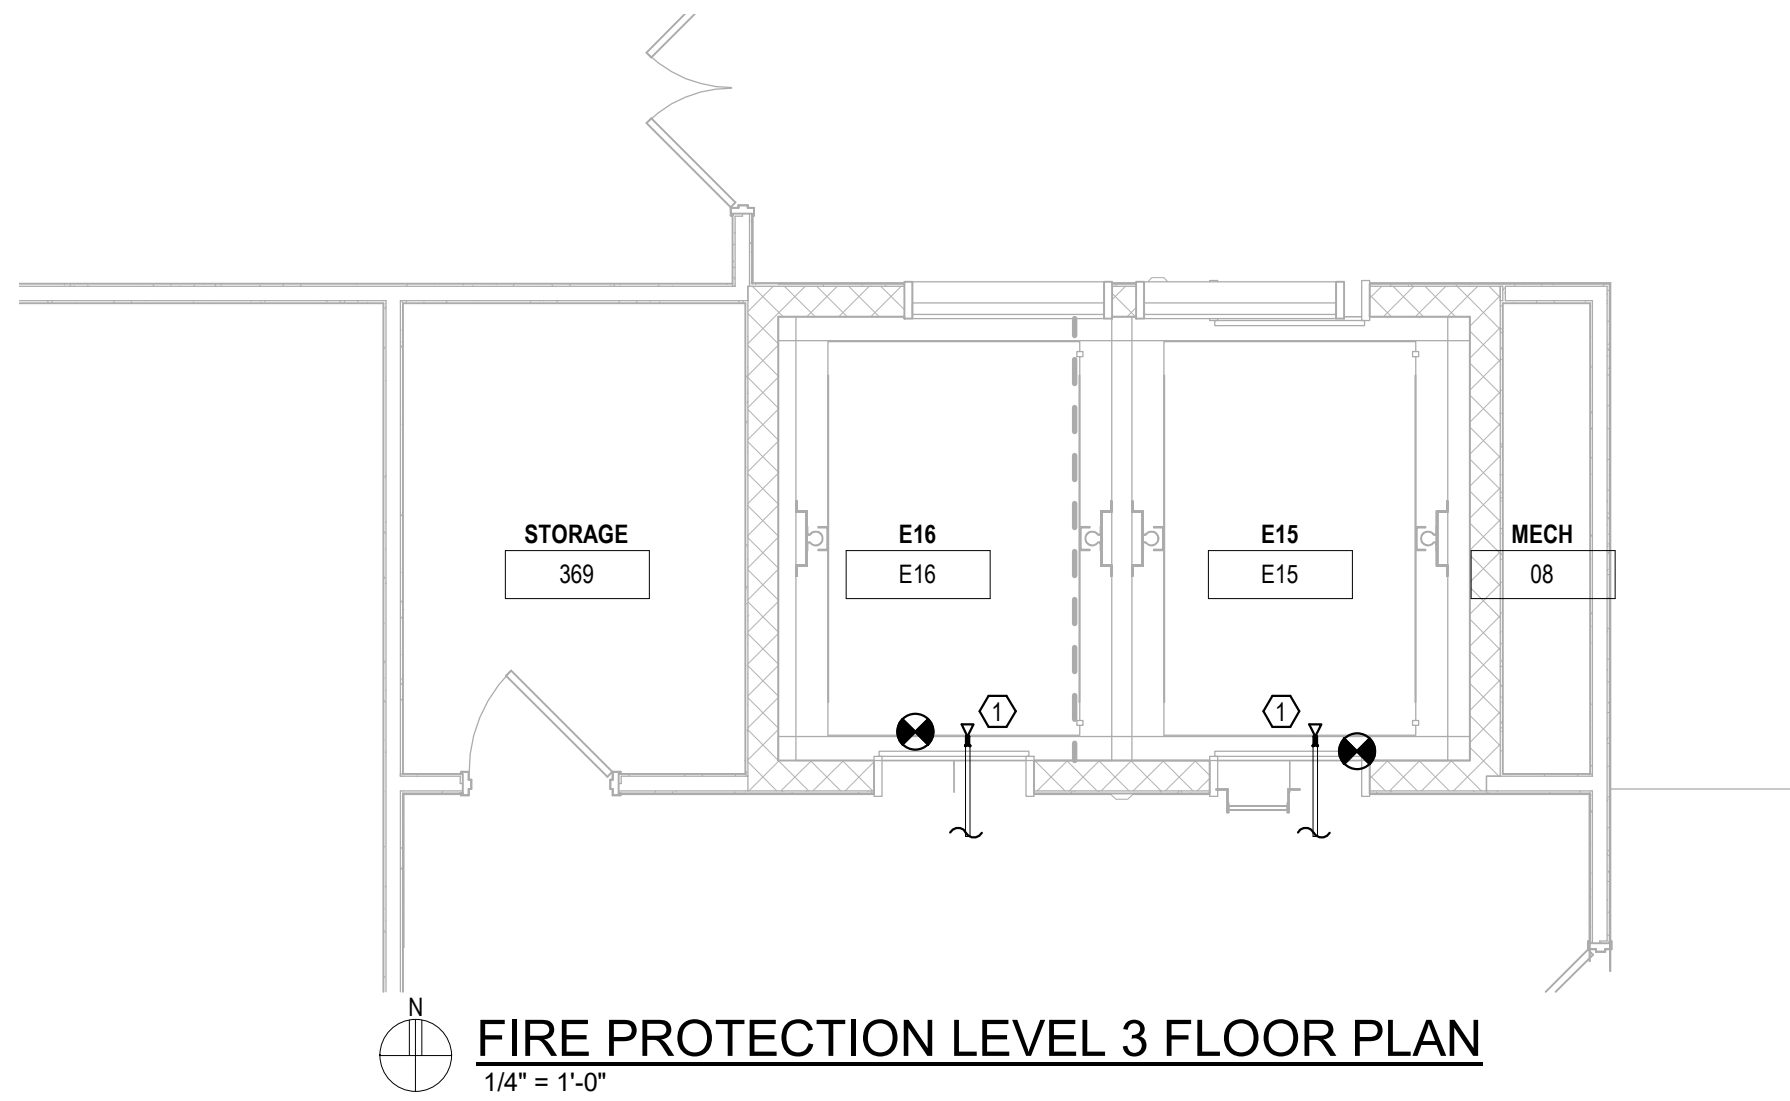 STORAGE
369
E16
E16
E15
E15
MECH
08
1
1
N
FIRE PROTECTION LEVEL 3 FLOOR PLAN
1/4" = 1'-0"